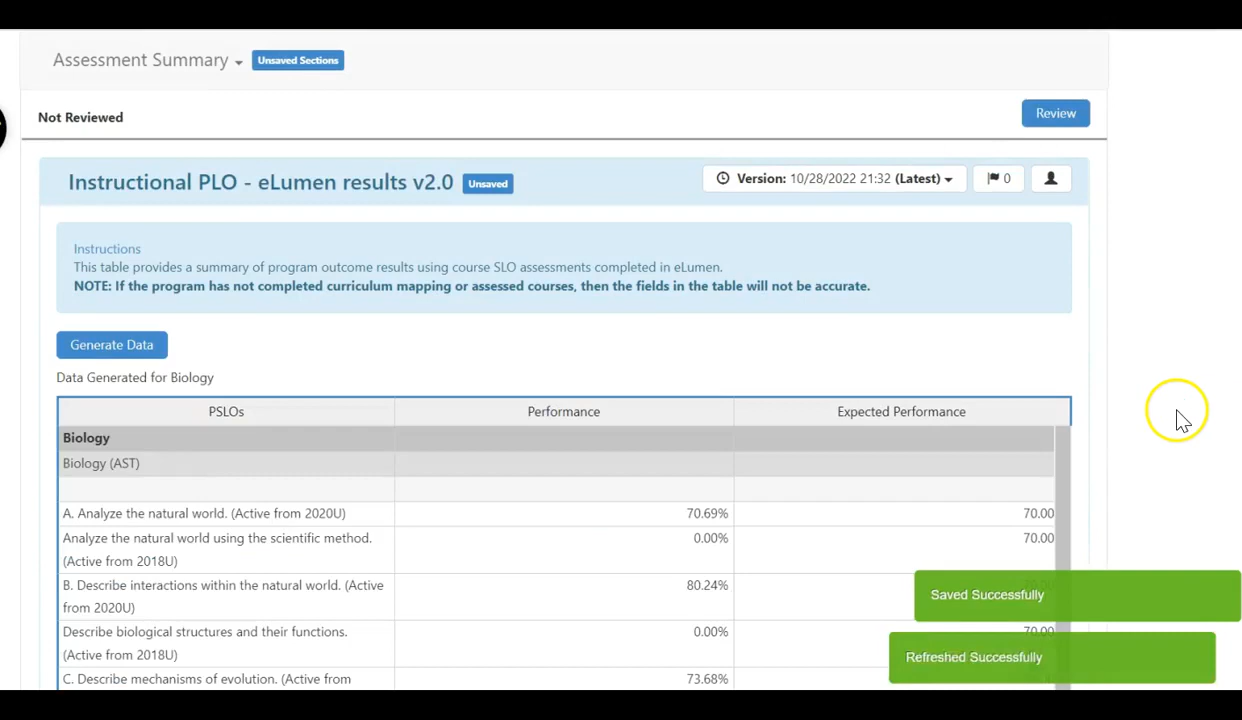 Assessment Summary Unsaved Sections
Not Reviewed Review
Instructional PLO - eLumen results v2.0 Unsaved Version: 10/28/2022 21:32 (Latest) 0
Instructions
This table provides a summary of program outcome results using course SLO assessments completed in eLumen.
NOTE: If the program has not completed curriculum mapping or assessed courses, then the fields in the table will not be accurate.
Generate Data
Data Generated for Biology
PSLOs Performance Expected Performance
Biology
Biology (AST)
A. Analyze the natural world. (Active from 2020U) 70.69% 70.00
Analyze the natural world using the scientific method. 0.00% 70.00
(Active from 2018U)
B. Describe interactions within the natural world. (Active 80.24%
from 2020U)
Saved Successfully
Describe biological structures and their functions. 0.00% 70.00
(Active from 2018U)
Refreshed Successfully
C. Describe mechanisms of evolution. (Active from 73.68%